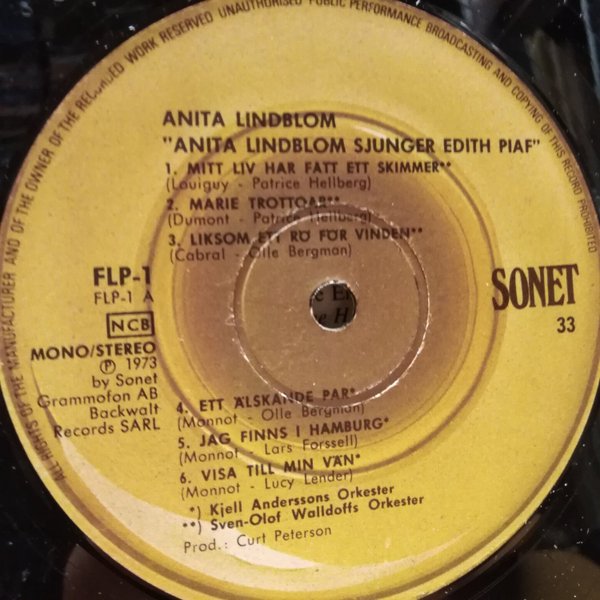 ALL RIGHTS OF THE MANUFACTURER AND OF THE OWNER OF THE RECORDED WORK RESERVED UNAUTHORISED PUBLIC PERFORMANCE BROADCASTING AND COPYING OF THIS RECORD PROHIBITED
ANITA LINDBLOM
"ANITA LINDBLOM SJUNGER EDITH PIAF"
1. MITT LIV HAR FATT ETT SKIMMER**
(Louiguy - Patrice Hellberg)
2. MARIE TROTTOAR**
(Dumont - Patrice Hellberg)
3. LIKSOM ETT RÖ FÖR VINDEN**
(Cabral - Olle Bergman)
FLP-1
FLP-1 A
NCB
MONO/STEREO
Ⓟ 1973
by Sonet
Grammofon AB
Backwalt
Records SARL
SONET
33
4. ETT ÄLSKANDE PAR*
(Monnot - Olle Bergman)
5. JAG FINNS I HAMBURG*
(Monnot - Lars Forssell)
6. VISA TILL MIN VÄN*
(Monnot - Lucy Lender)
*) Kjell Anderssons Orkester
**) Sven-Olof Walldoffs Orkester
Prod.: Curt Peterson